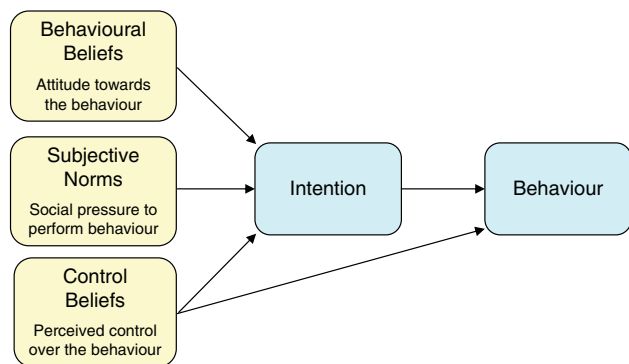 Behavioural
Beliefs
Attitude towards
the behaviour
Subjective
Norms
Social pressure to
perform behaviour
Control
Beliefs
Perceived control
over the behaviour
Intention
Behaviour